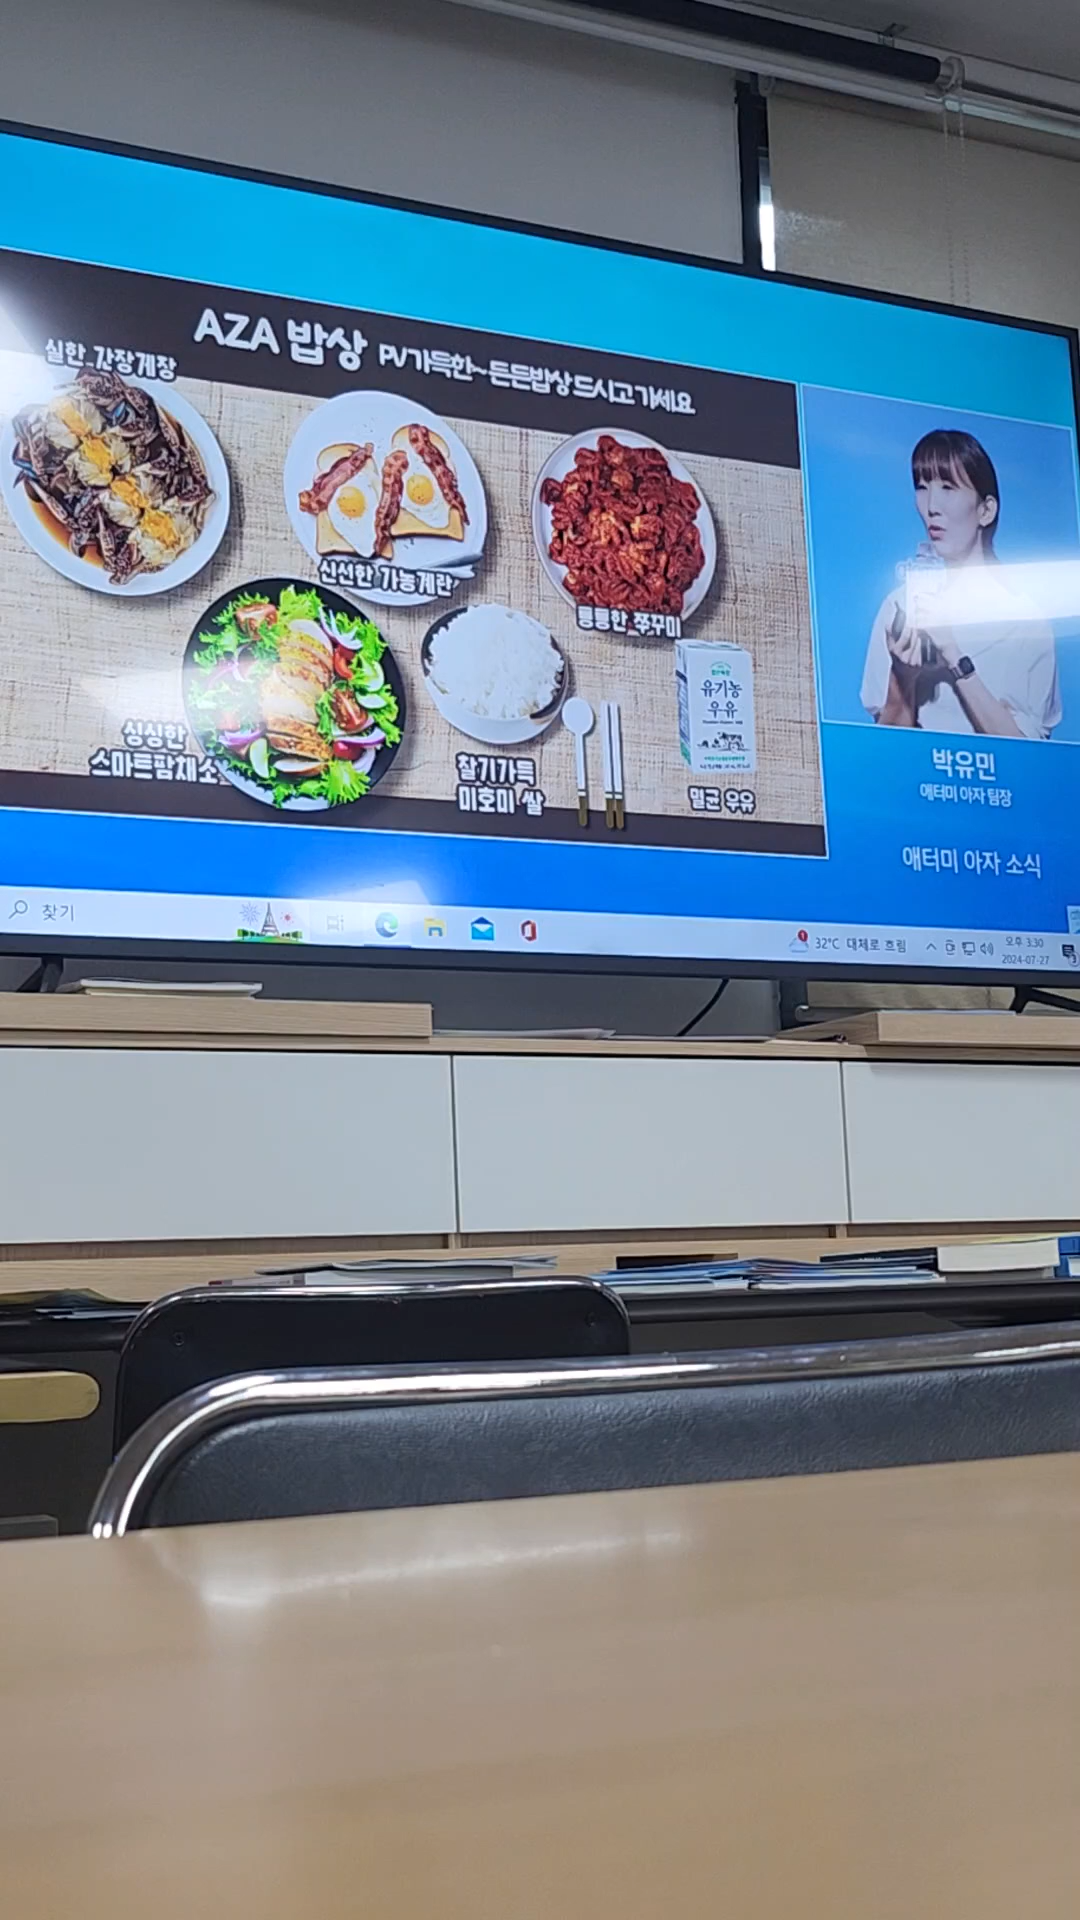 AZA 밥상 PV가득한~든든밥상드시고가세요
실한 간장게장
신선한 가농계란
통통한 쭈꾸미
싱싱한
스마트팜채소
찰기가득
미호미 쌀
유기농
우유
멸균 우유
박유민
애터미 아자 팀장
애터미 아자 소식
찾기
32°C 대체로 흐림
오후 3:30
2024-07-27